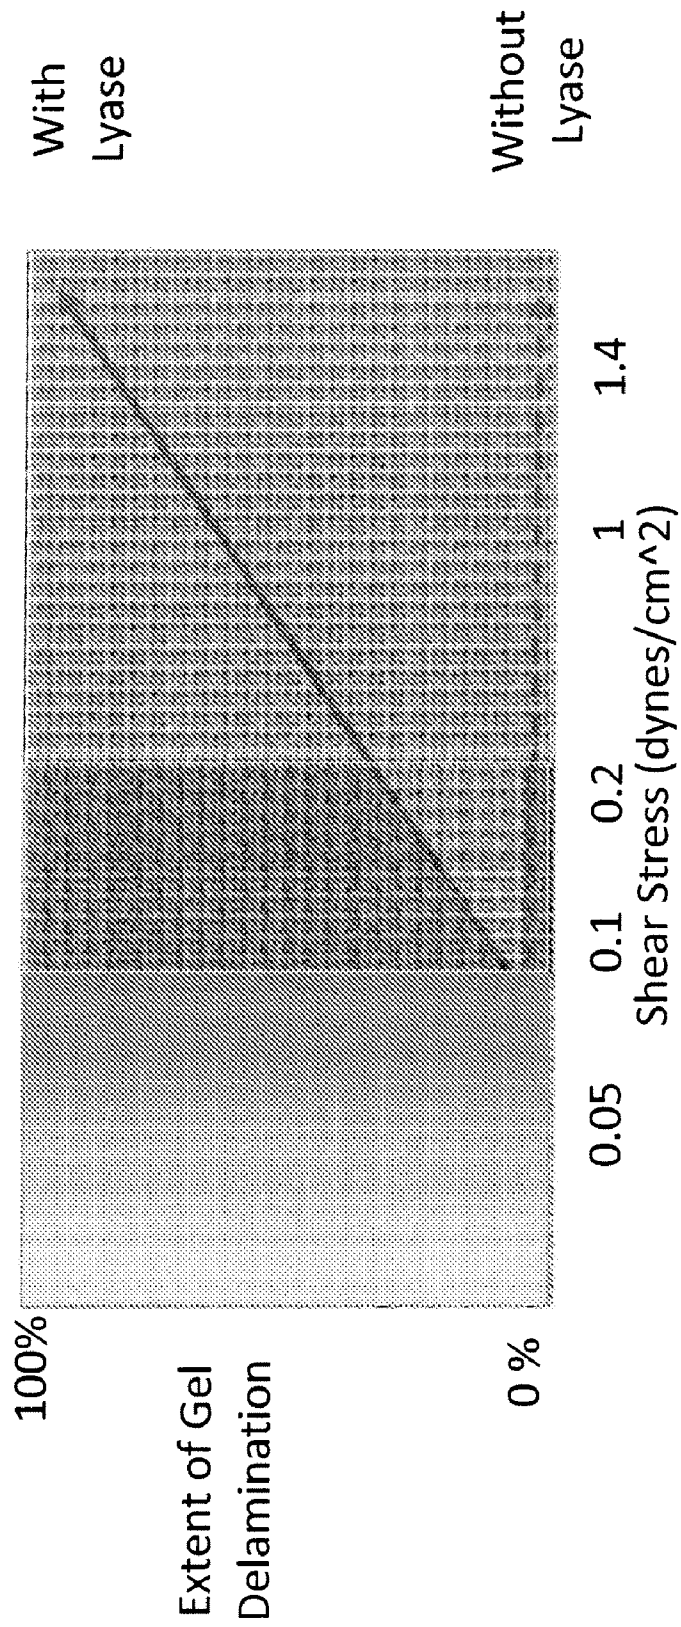 100%
Extent of Gel
Delamination
0 %
With
Lyase
Without
Lyase
0.05
0.1
0.2
1
1.4
Shear Stress (dynes/cm^2)